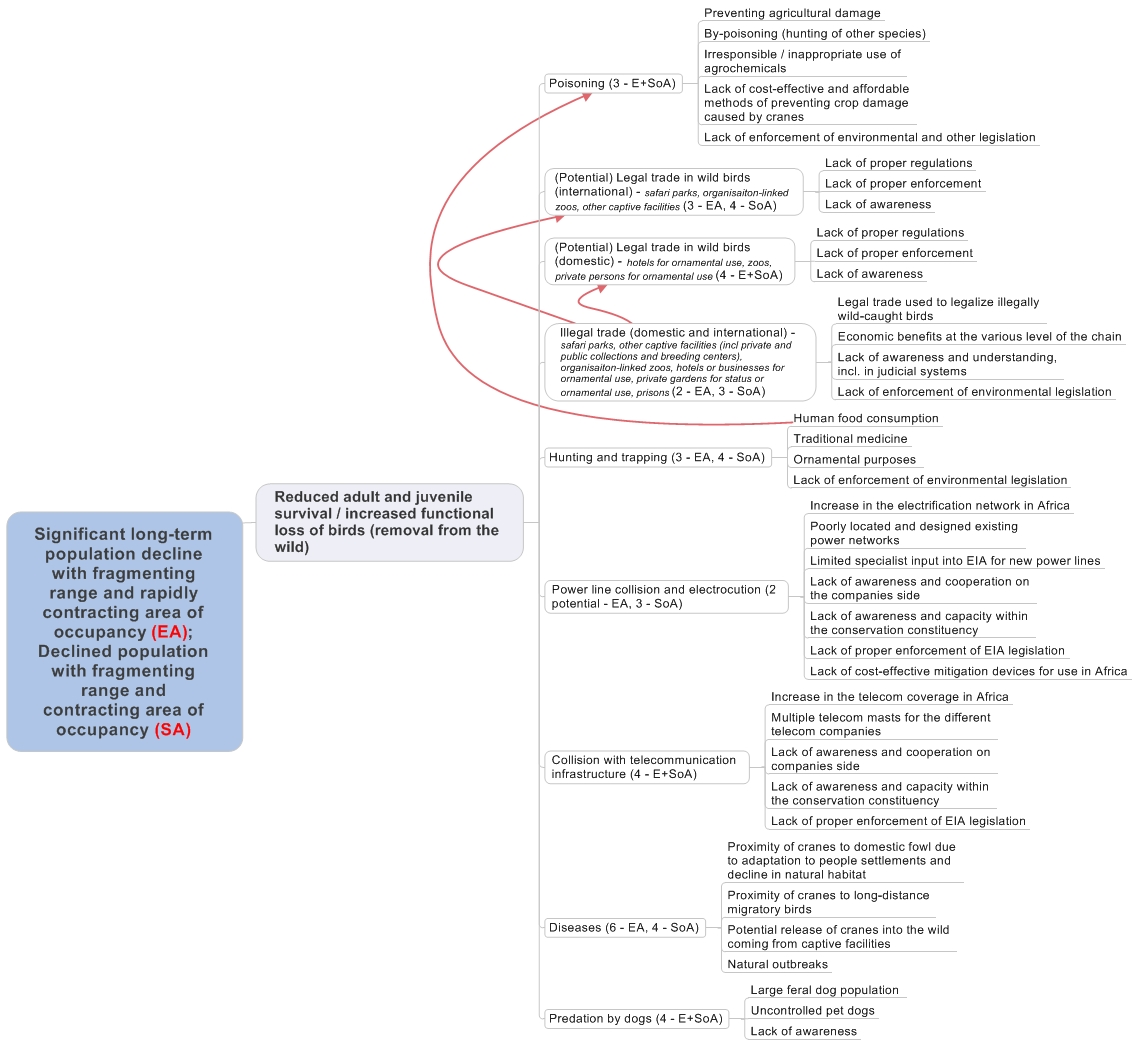 Significant long-term
population decline
with fragmenting
range and rapidly
contracting area of
occupancy (EA);
Declined population
with fragmenting
range and
contracting area of
occupancy (SA)
Reduced adult and juvenile
survival / increased functional
loss of birds (removal from the
wild)
Poisoning (3 - E+SoA)
Preventing agricultural damage
By-poisoning (hunting of other species)
Irresponsible / inappropriate use of
agrochemicals
Lack of cost-effective and affordable
methods of preventing crop damage
caused by cranes
Lack of enforcement of environmental and other legislation
(Potential) Legal trade in wild birds
(international) - safari parks, organisaiton-linked
zoos, other captive facilities (3 - EA, 4 - SoA)
Lack of proper regulations
Lack of proper enforcement
Lack of awareness
(Potential) Legal trade in wild birds
(domestic) - hotels for ornamental use, zoos,
private persons for ornamental use (4 - E+SoA)
Lack of proper regulations
Lack of proper enforcement
Lack of awareness
Illegal trade (domestic and international) -
safari parks, other captive facilities (incl private and
public collections and breeding centers),
organisaiton-linked zoos, hotels or businesses for
ornamental use, private gardens for status or
ornamental use, prisons (2 - EA, 3 - SoA)
Legal trade used to legalize illegally
wild-caught birds
Economic benefits at the various level of the chain
Lack of awareness and understanding,
incl. in judicial systems
Lack of enforcement of environmental legislation
Hunting and trapping (3 - EA, 4 - SoA)
Human food consumption
Traditional medicine
Ornamental purposes
Lack of enforcement of environmental legislation
Power line collision and electrocution (2
potential - EA, 3 - SoA)
Increase in the electrification network in Africa
Poorly located and designed existing
power networks
Limited specialist input into EIA for new power lines
Lack of awareness and cooperation on
the companies side
Lack of awareness and capacity within
the conservation constituency
Lack of proper enforcement of EIA legislation
Lack of cost-effective mitigation devices for use in Africa
Collision with telecommunication
infrastructure (4 - E+SoA)
Increase in the telecom coverage in Africa
Multiple telecom masts for the different
telecom companies
Lack of awareness and cooperation on
companies side
Lack of awareness and capacity within
the conservation constituency
Lack of proper enforcement of EIA legislation
Diseases (6 - EA, 4 - SoA)
Proximity of cranes to domestic fowl due
to adaptation to people settlements and
decline in natural habitat
Proximity of cranes to long-distance
migratory birds
Potential release of cranes into the wild
coming from captive facilities
Natural outbreaks
Predation by dogs (4 - E+SoA)
Large feral dog population
Uncontrolled pet dogs
Lack of awareness